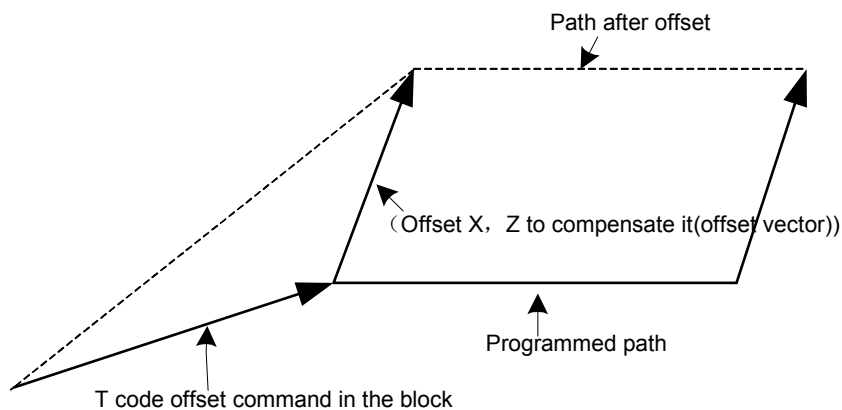 Path after offset
（Offset X，Z to compensate it(offset vector))
Programmed path
T code offset command in the block